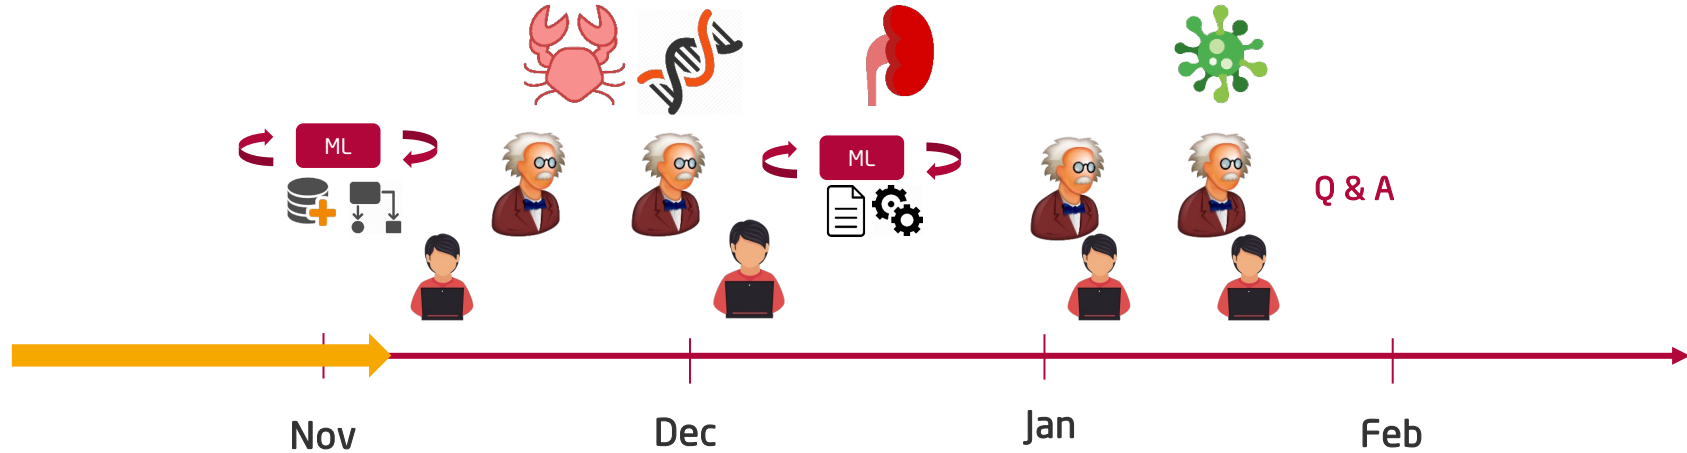 ML
ML
Q & A
Nov
Dec
Jan
Feb